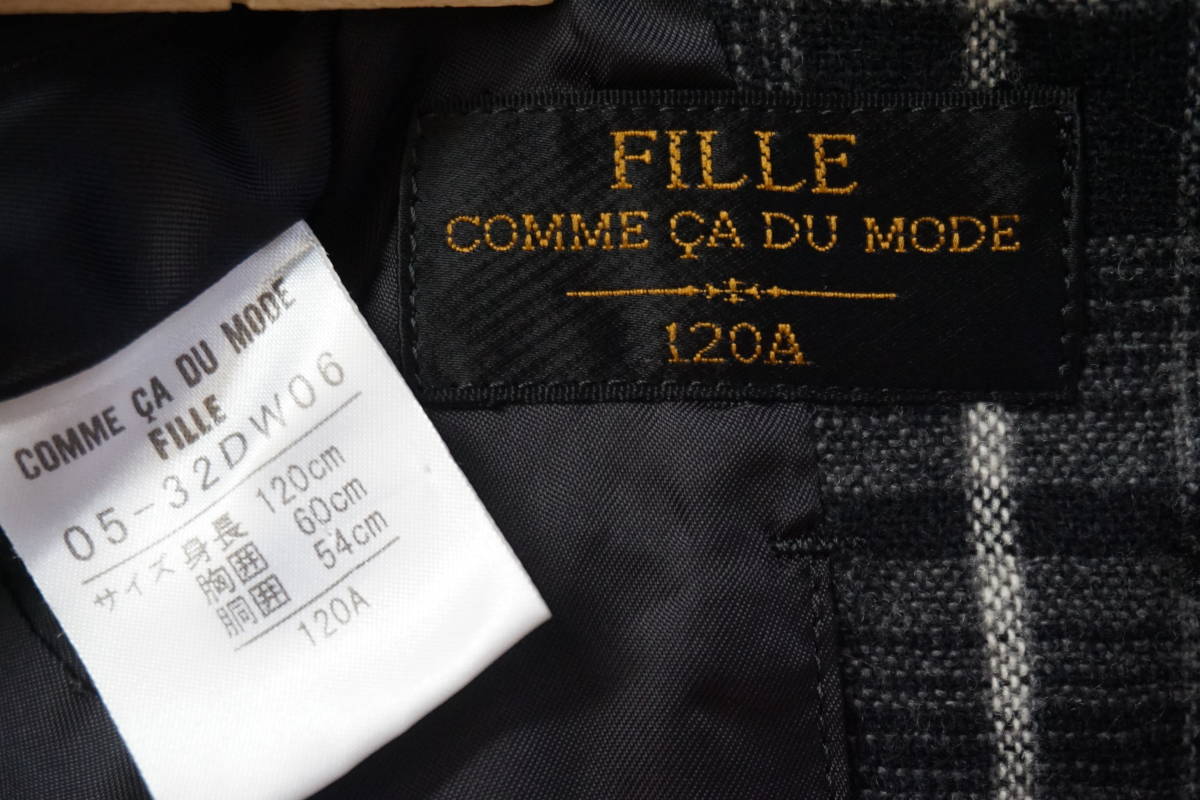 FILLE
COMME ÇA DU MODE
120A
COMME ÇA DU MODE
FILLE
05-32DW06
サイズ 身長 120cm
胸囲 60cm
胴囲 54cm
120A